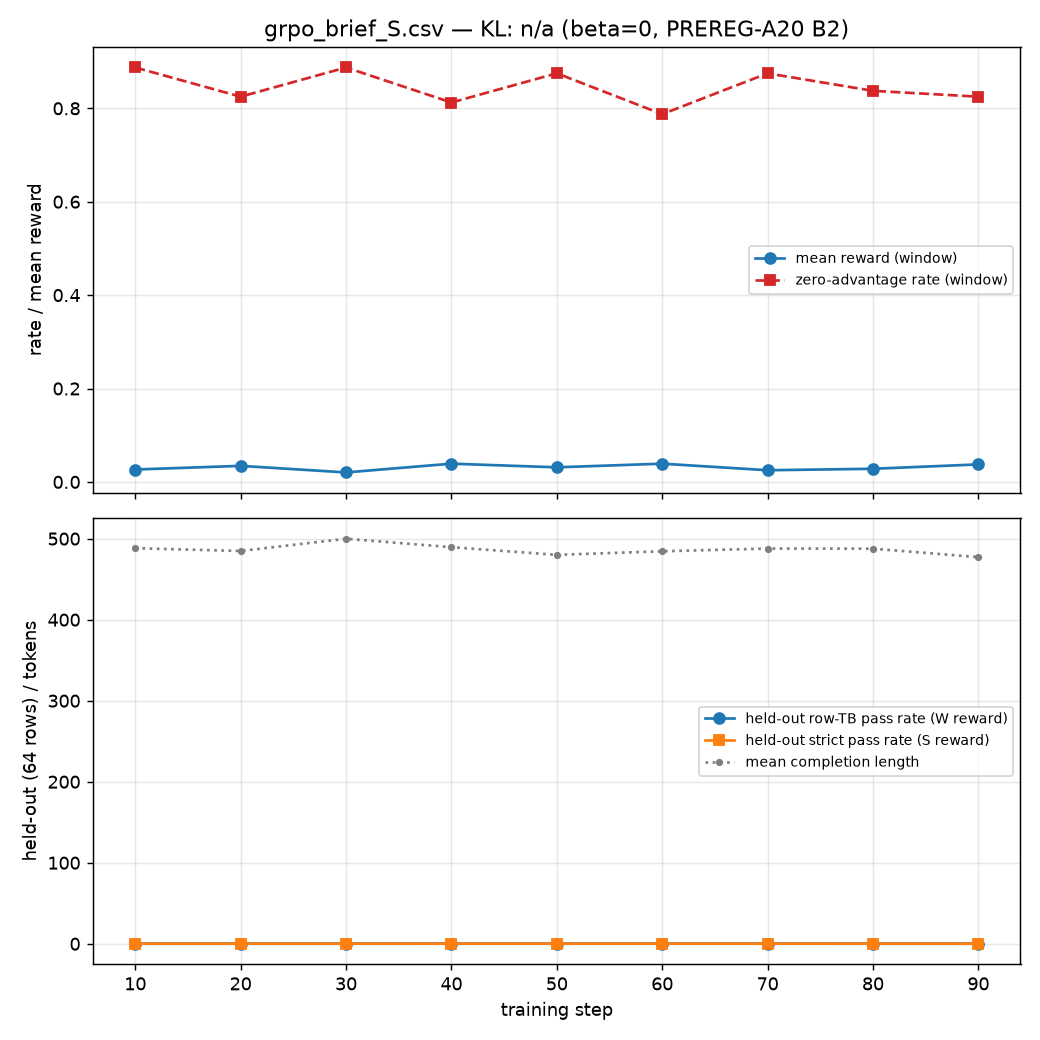 grpo_brief_S.csv — KL: n/a (beta=0, PREREG-A20 B2)
rate / mean reward
0.8
0.6
0.4
0.2
0.0
mean reward (window)
zero-advantage rate (window)
held-out (64 rows) / tokens
500
400
300
200
100
0
held-out row-TB pass rate (W reward)
held-out strict pass rate (S reward)
mean completion length
10 20 30 40 50 60 70 80 90
training step